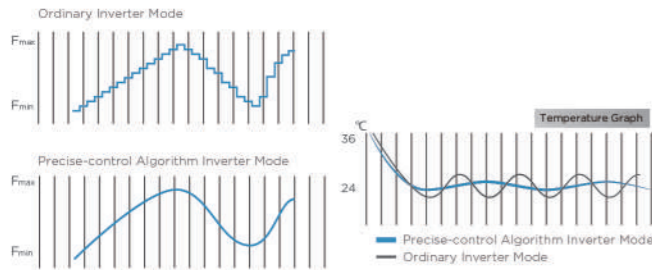 Ordinary Inverter Mode
Fmax
Fmin
Precise-control Algorithm Inverter Mode
Fmax
Fmin
Temperature Graph
℃
36
24
Precise-control Algorithm Inverter Mode
Ordinary Inverter Mode